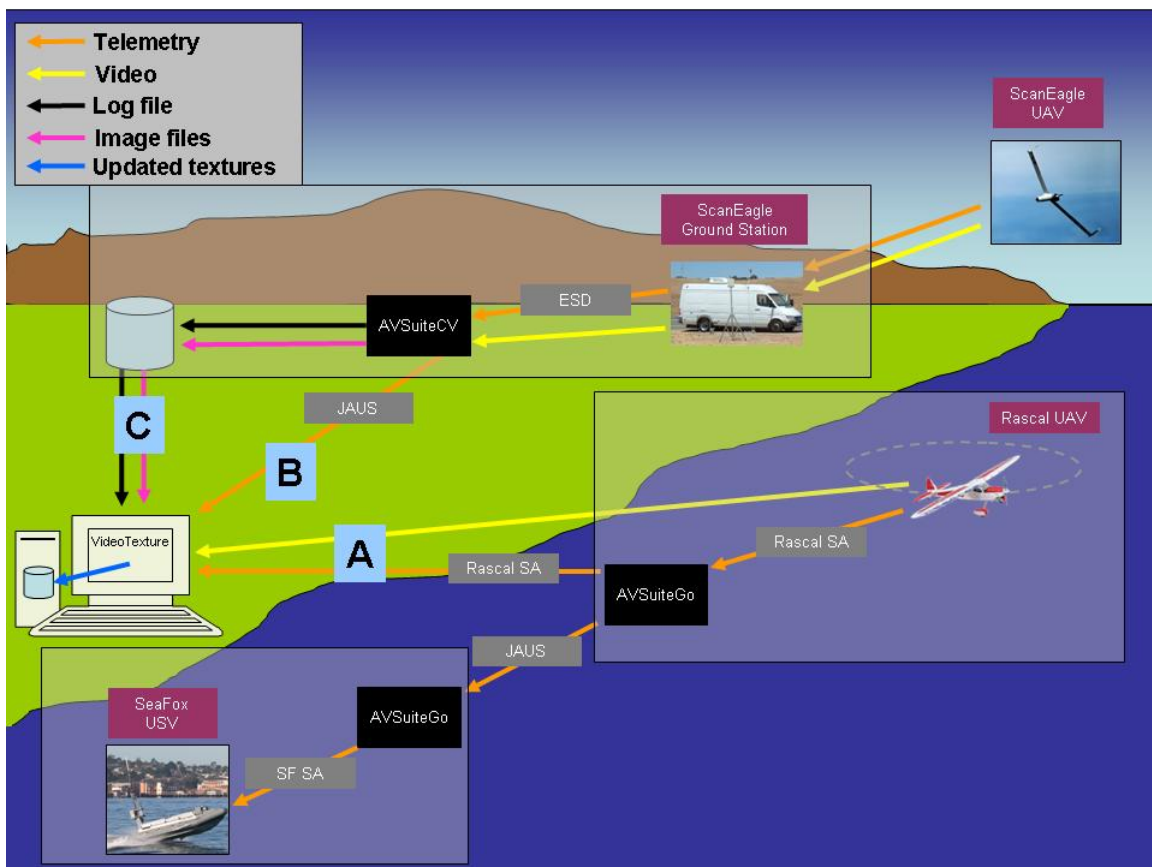 Telemetry
Video
Log file
Image files
Updated textures
ScanEagle
UAV
ScanEagle
Ground Station
ESD
AVSuiteCV
JAUS
C
B
Rascal UAV
VideoTexture
A
Rascal SA
Rascal SA
AVSuiteGo
JAUS
SeaFox
USV
AVSuiteGo
SF SA